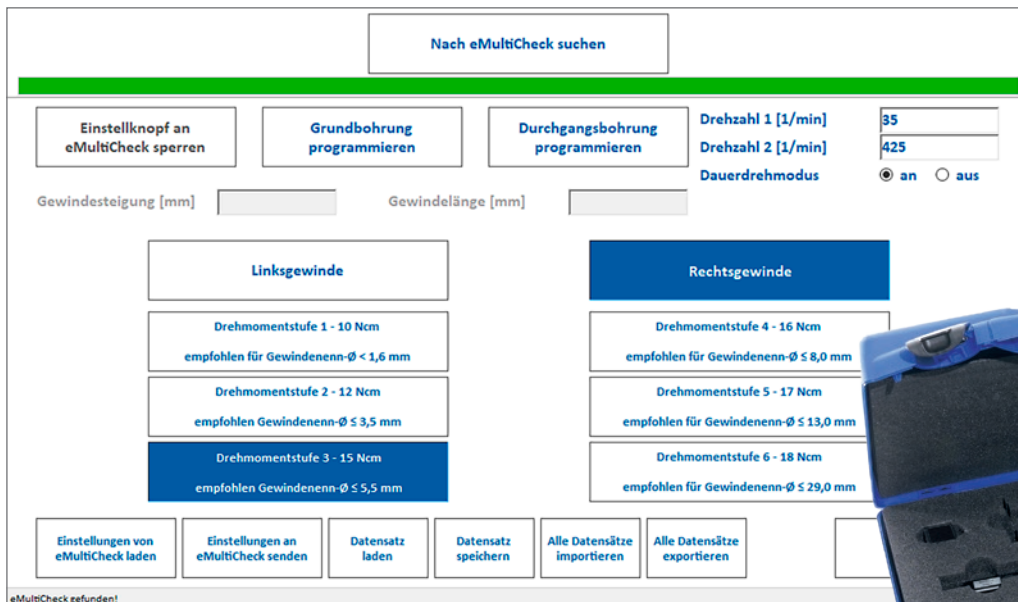 Nach eMultiCheck suchen
Einstellknopf an
eMultiCheck sperren
Grundbohrung
programmieren
Durchgangsbohrung
programmieren
Drehzahl 1 [1/min]
35
Drehzahl 2 [1/min]
425
Dauerdrehmodus
an
aus
Gewindesteigung [mm]
Gewindelänge [mm]
Linksgewinde
Rechtsgewinde
Drehmomentstufe 1 - 10 Ncm
empfohlen für Gewindenenn-Ø < 1,6 mm
Drehmomentstufe 4 - 16 Ncm
empfohlen für Gewindenenn-Ø ≤ 8,0 mm
Drehmomentstufe 2 - 12 Ncm
empfohlen Gewindenenn-Ø ≤ 3,5 mm
Drehmomentstufe 5 - 17 Ncm
empfohlen für Gewindenenn-Ø ≤ 13,0 mm
Drehmomentstufe 3 - 15 Ncm
empfohlen Gewindenenn-Ø ≤ 5,5 mm
Drehmomentstufe 6 - 18 Ncm
empfohlen für Gewindenenn-Ø ≤ 29,0 mm
Einstellungen von
eMultiCheck laden
Einstellungen an
eMultiCheck senden
Datensatz
laden
Datensatz
speichern
Alle Datensätze
importieren
Alle Datensätze
exportieren
eMultiCheck gefunden!